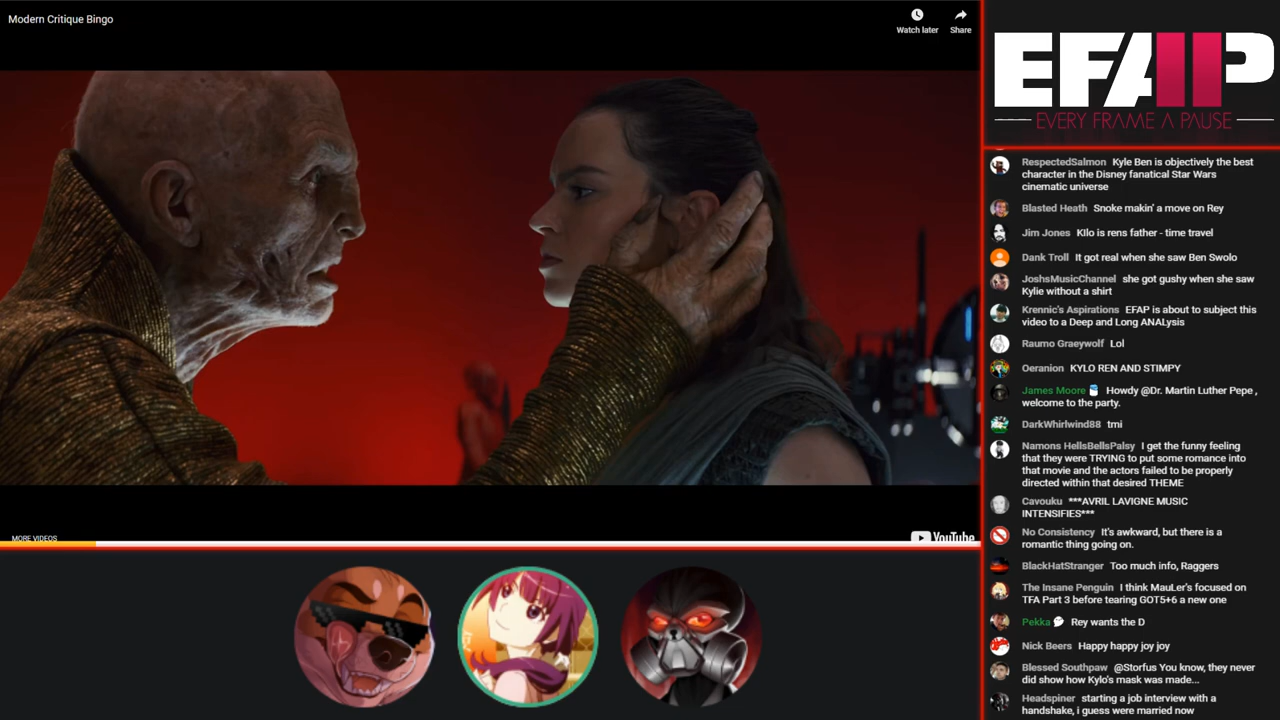 Modern Critique Bingo
Watch later
Share
MORE VIDEOS
YouTube
EFAP
EVERY FRAME A PAUSE
RespectedSalmon Kyle Ben is objectively the best
character in the Disney fanatical Star Wars
cinematic universe
Blasted Heath Snoke makin' a move on Rey
Jim Jones KIlo is rens father - time travel
Dank Troll It got real when she saw Ben Swolo
JoshsMusicChannel she got gushy when she saw
Kylie without a shirt
Krennic's Aspirations EFAP is about to subject this
video to a Deep and Long ANALysis
Raumo Graeywolf Lol
Oeranion KYLO REN AND STIMPY
James Moore Howdy @Dr. Martin Luther Pepe ,
welcome to the party.
DarkWhirlwind88 tmi
Namons HellsBellsPalsy I get the funny feeling
that they were TRYING to put some romance into
that movie and the actors failed to be properly
directed within that desired THEME
Cavouku ***AVRIL LAVIGNE MUSIC
INTENSIFIES***
No Consistency It's awkward, but there is a
romantic thing going on.
BlackHatStranger Too much info, Raggers
The Insane Penguin I think MauLer's focused on
TFA Part 3 before tearing GOT5+6 a new one
Pekka Rey wants the D
Nick Beers Happy happy joy joy
Blessed Southpaw @Storfus You know, they never
did show how Kylo's mask was made...
Headspiner starting a job interview with a
handshake, i guess were married now